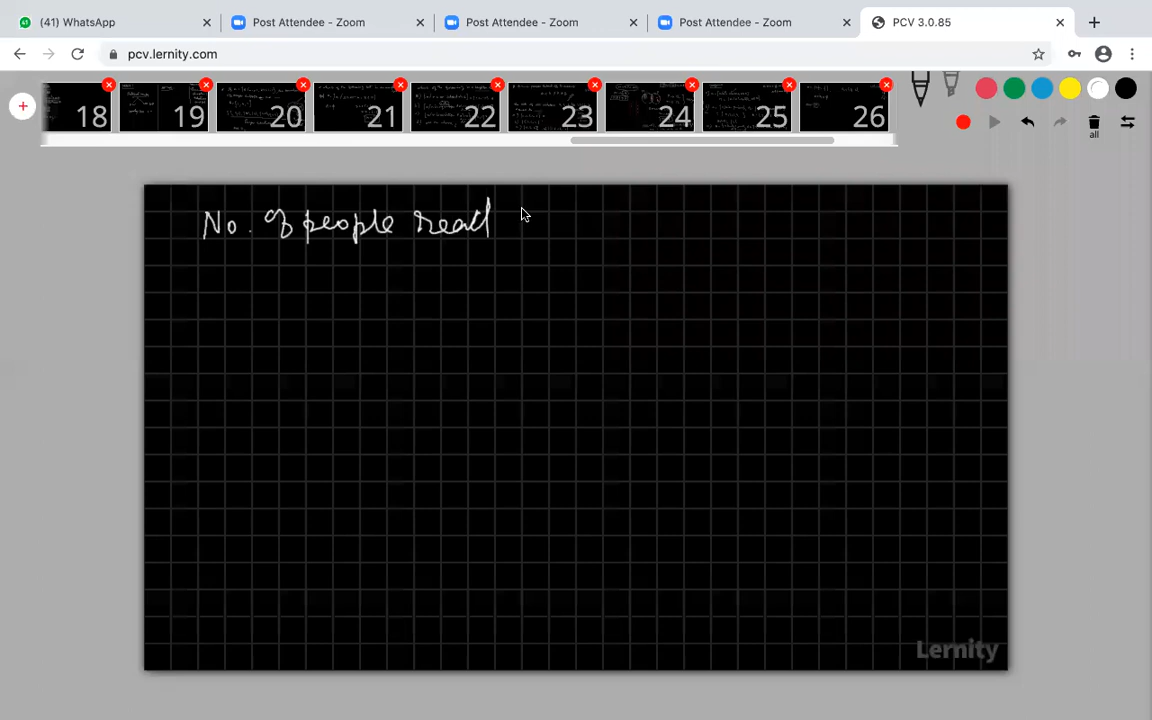 (41) WhatsApp
Post Attendee - Zoom
Post Attendee - Zoom
Post Attendee - Zoom
PCV 3.0.85
pcv.lernity.com
18 19 20 21 22 23 24 25 26
all
No. of people read
Lernity